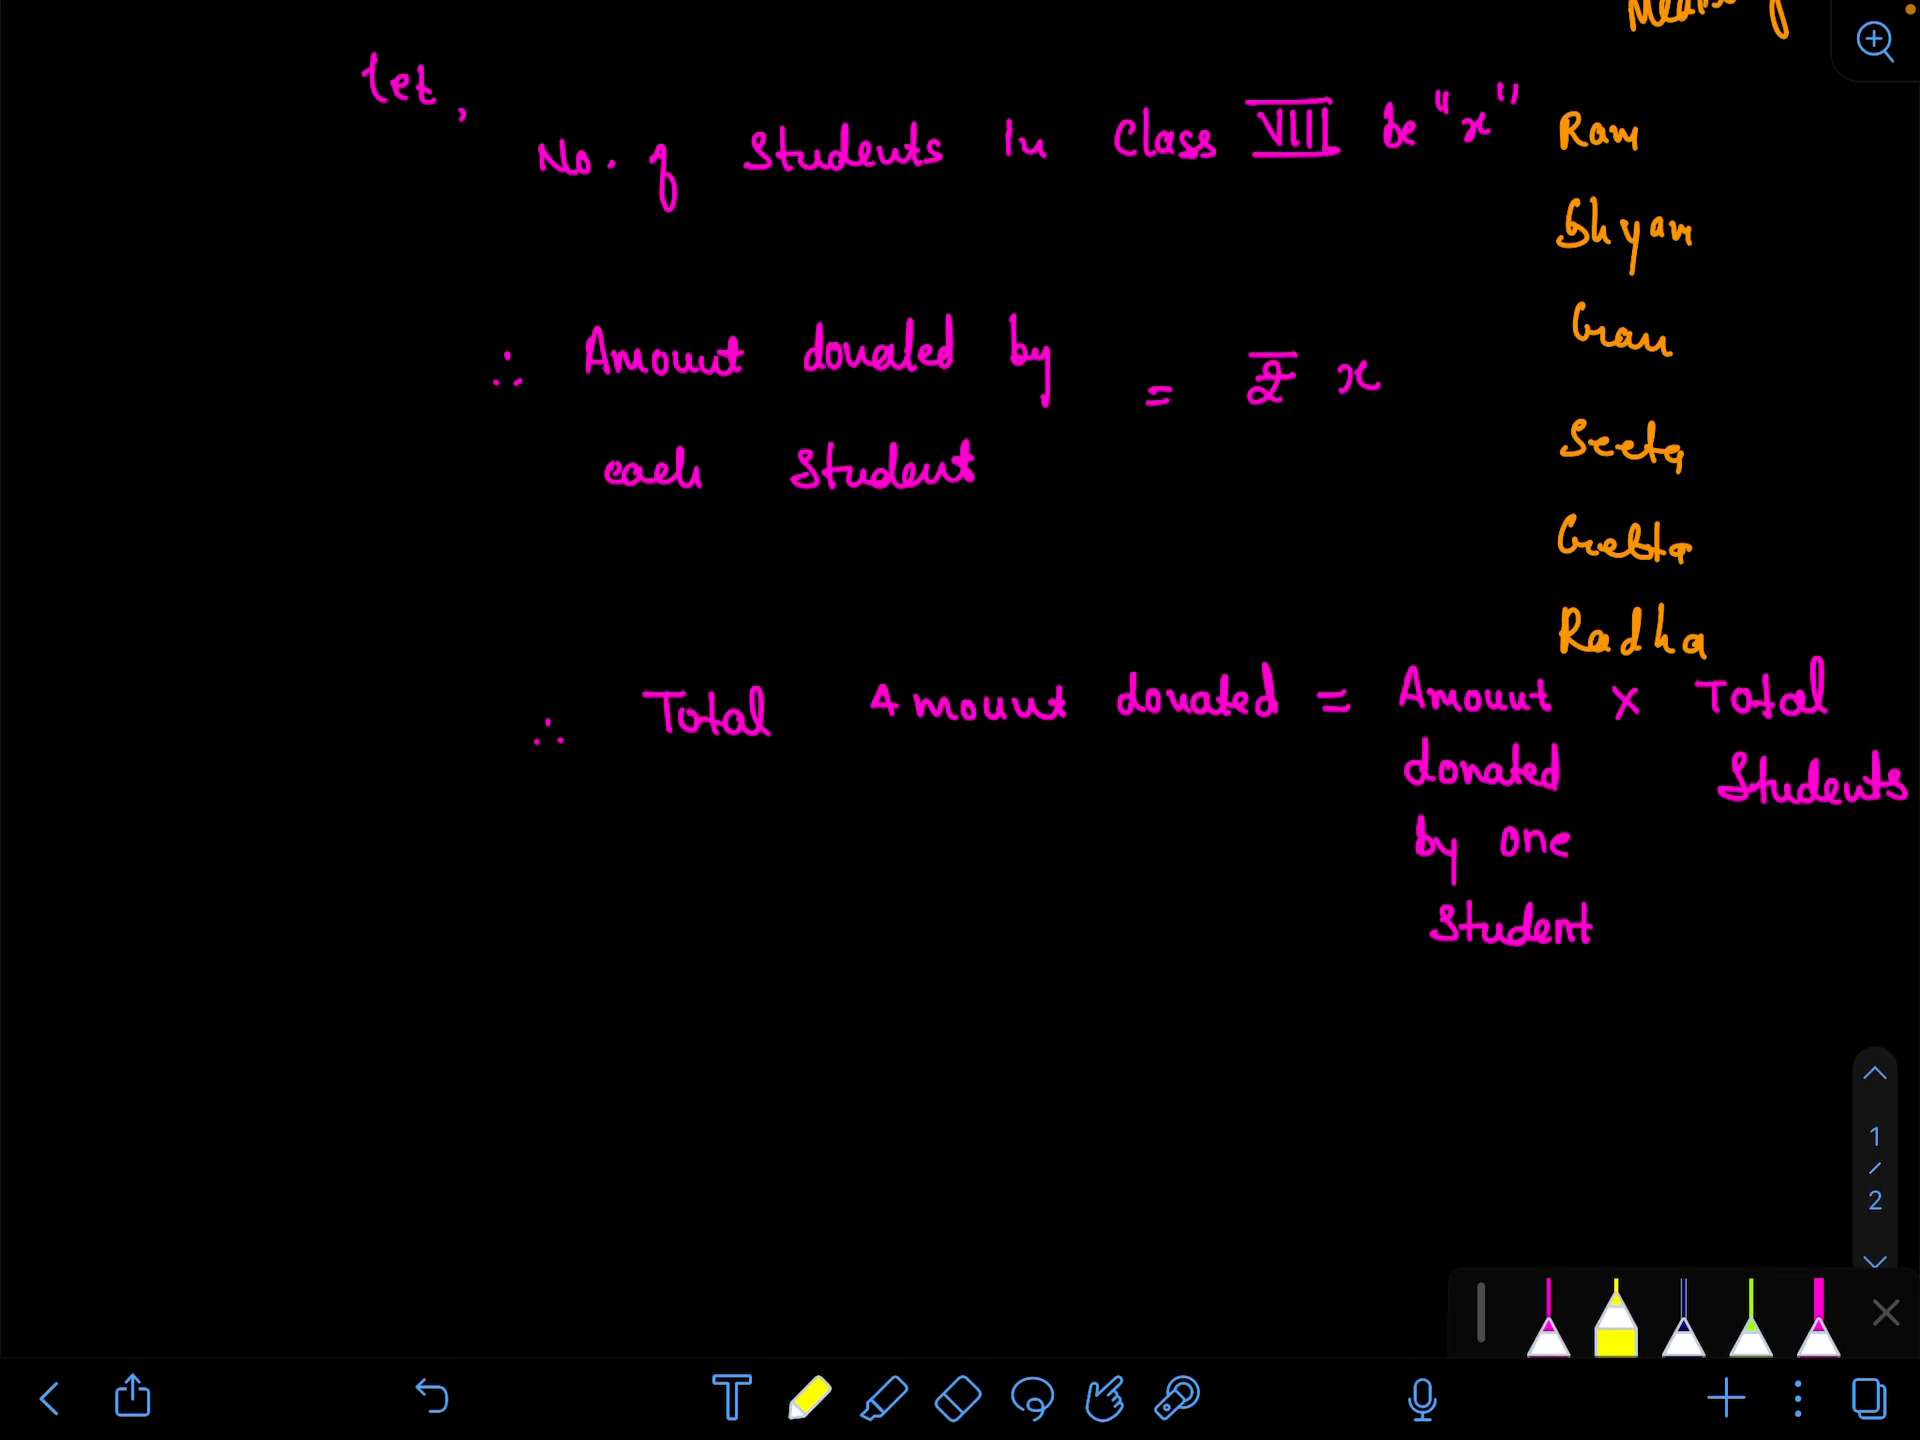 let,
No. of Students in Class VIII be "x"
Ram
Shyam
∴ Amount donated by = ₹ x
each Student
Seeta
Radha
∴ Total Amount donated = Amount x Total
donated Students
by one
Student
1
/
2